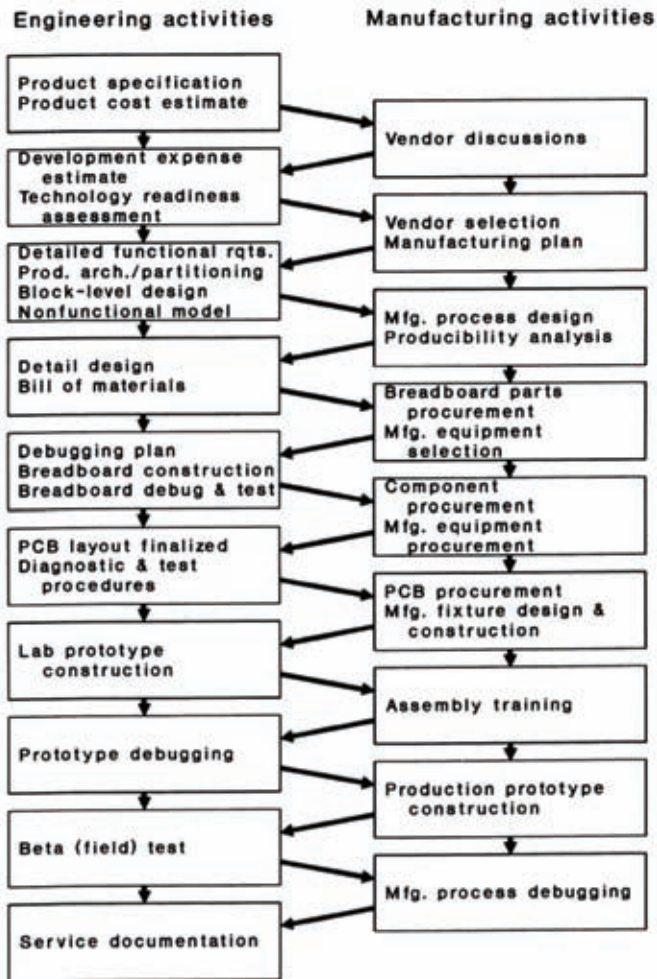 Engineering activities
Manufacturing activities
Product specification
Product cost estimate
Vendor discussions
Development expense
estimate
Technology readiness
assessment
Vendor selection
Manufacturing plan
Detailed functional rqts.
Prod. arch./partitioning
Block-level design
Nonfunctional model
Mfg. process design
Producibility analysis
Detail design
Bill of materials
Breadboard parts
procurement
Mfg. equipment
selection
Debugging plan
Breadboard construction
Breadboard debug & test
Component
procurement
Mfg. equipment
procurement
PCB layout finalized
Diagnostic & test
procedures
PCB procurement
Mfg. fixture design &
construction
Lab prototype
construction
Assembly training
Prototype debugging
Production prototype
construction
Beta (field) test
Mfg. process debugging
Service documentation